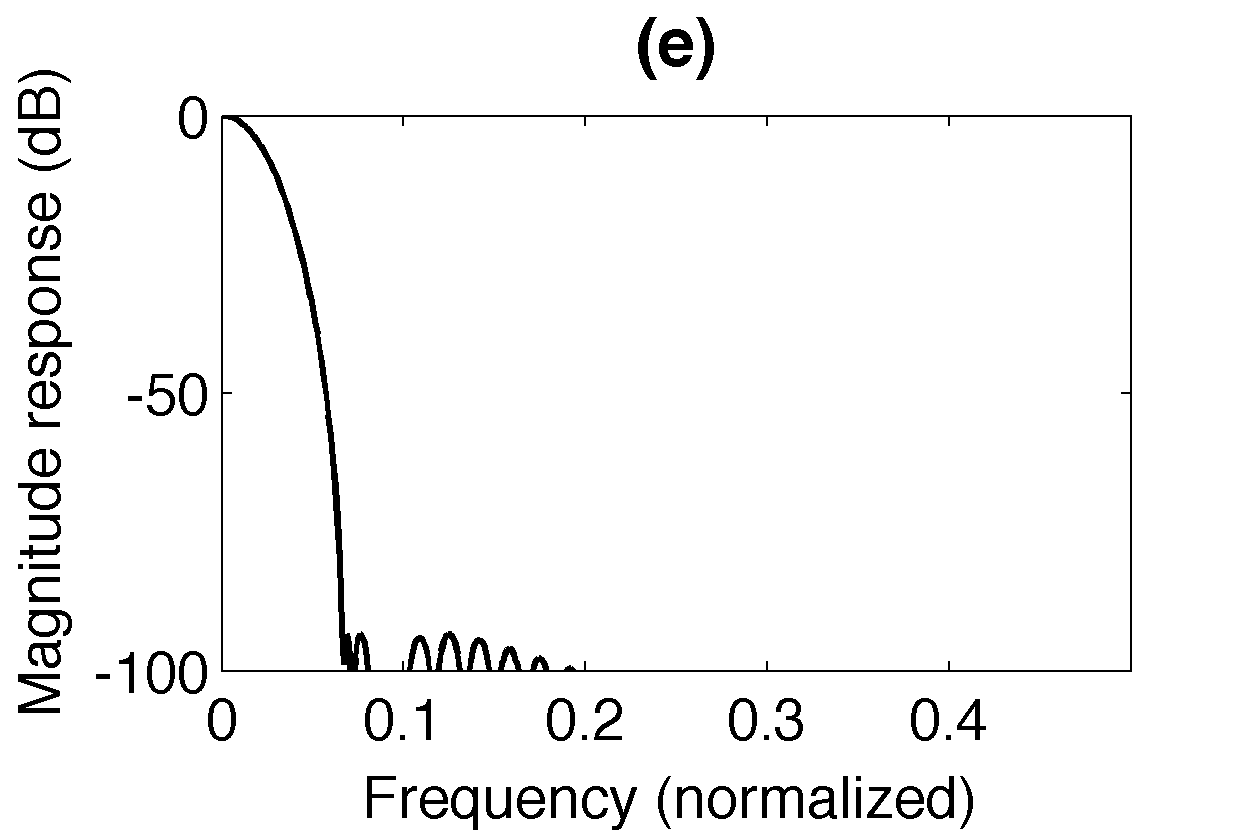 (e)
Magnitude response (dB)
0
-50
-100
0 0.1 0.2 0.3 0.4
Frequency (normalized)